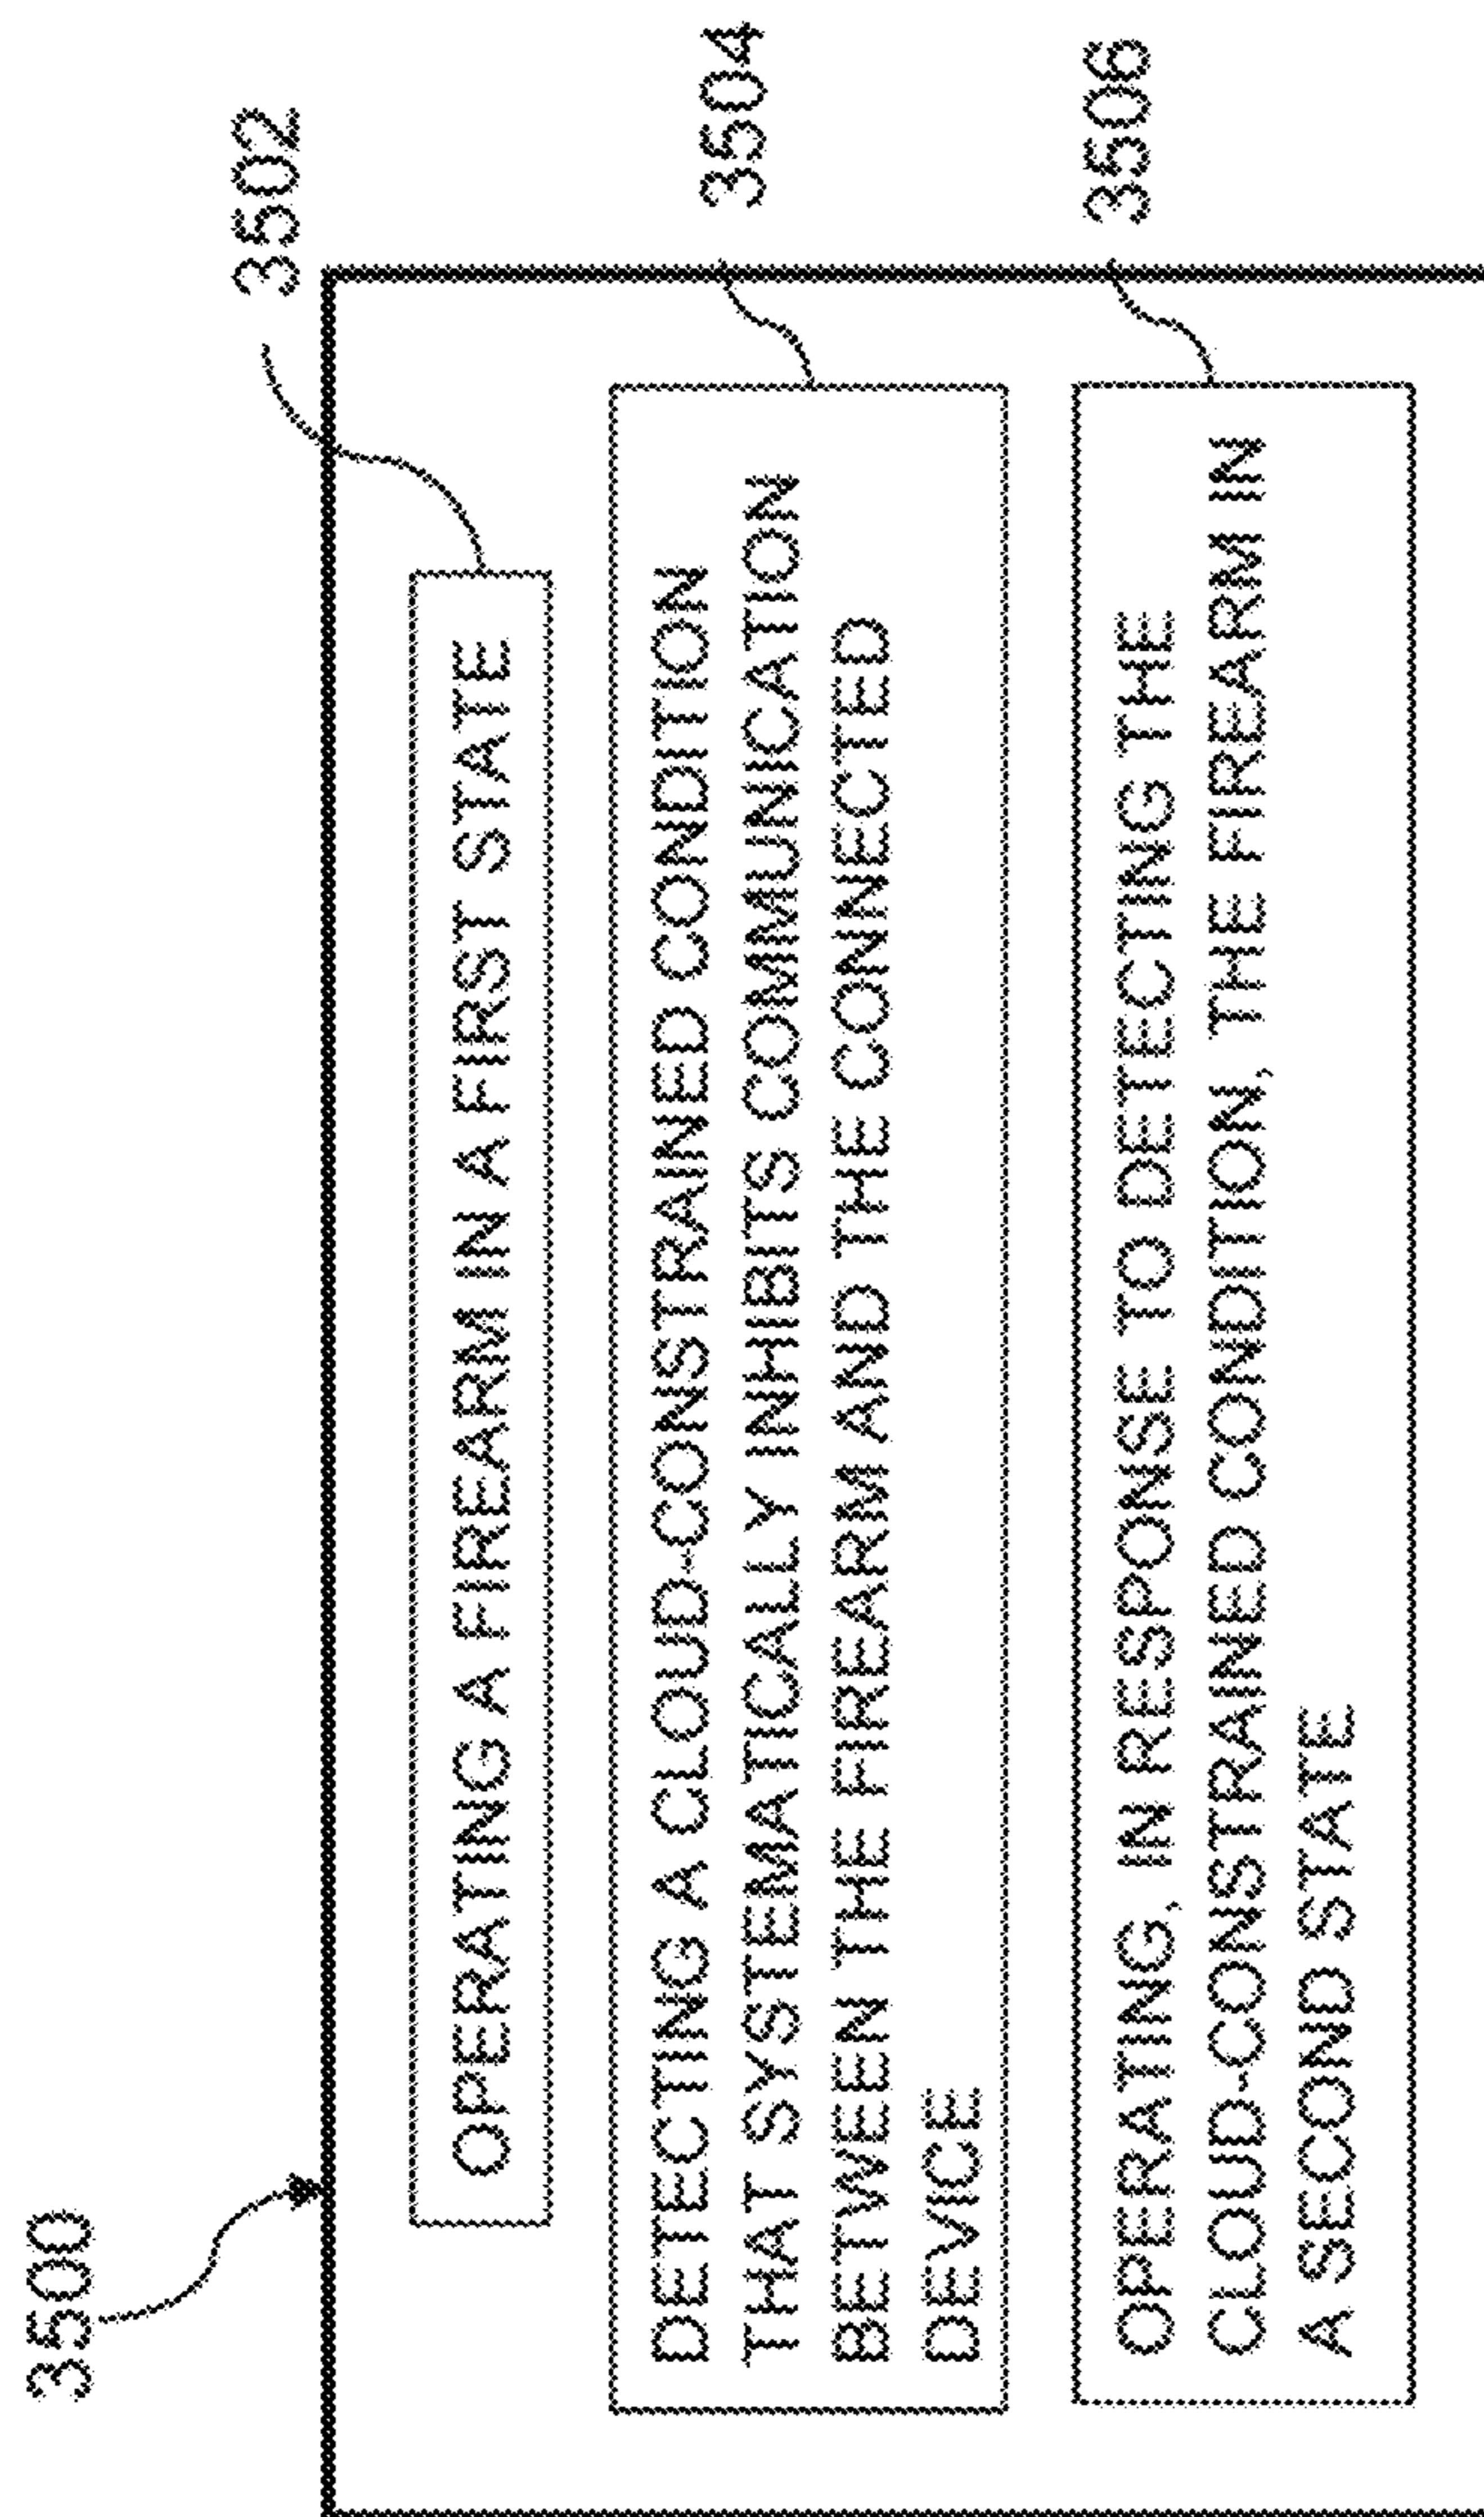 3500
3502
OPERATING A FIREARM IN A FIRST STATE
3504
DETECTING A CLOUD-CONSTRAINED CONDITION
THAT SYSTEMATICALLY INHIBITS COMMUNICATION
BETWEEN THE FIREARM AND THE CONNECTED
DEVICE
3506
OPERATING, IN RESPONSE TO DETECTING THE
CLOUD-CONSTRAINED CONDITION, THE FIREARM IN
A SECOND STATE